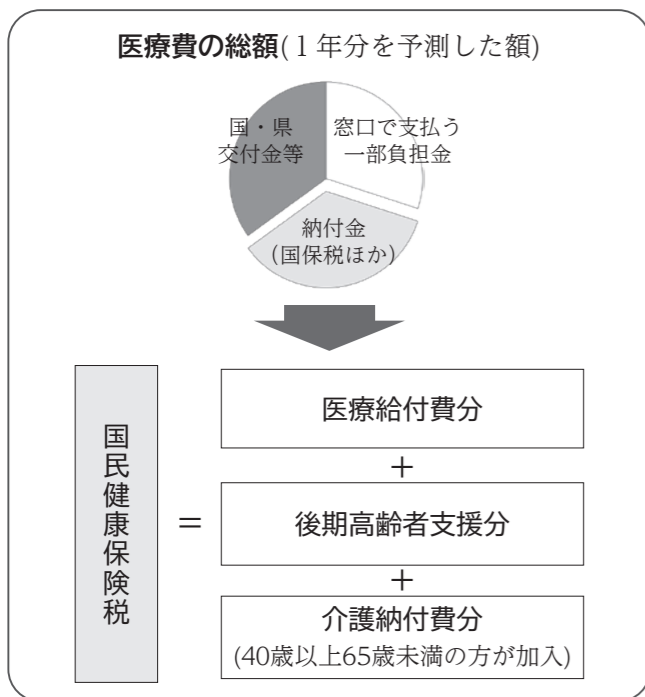 医療費の総額(1年分を予測した額)
国・県
交付金等
窓口で支払う
一部負担金
納付金
(国保税ほか)
国民健康保険税
=
医療給付費分
+
後期高齢者支援分
+
介護納付費分
(40歳以上65歳未満の方が加入)